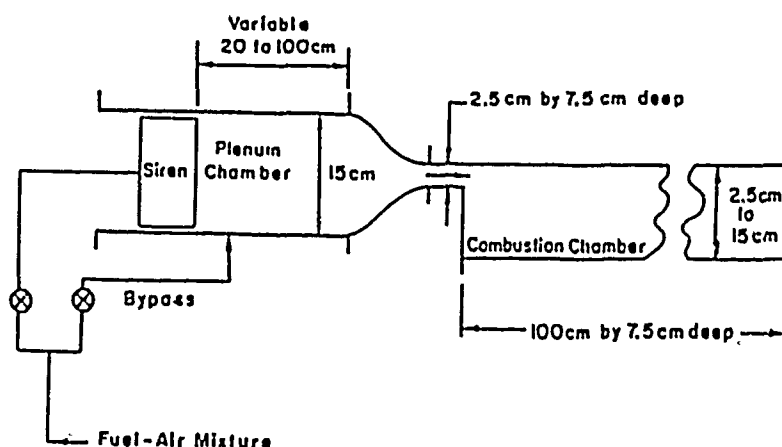 Variable
20 to 100cm
2.5 cm by 7.5 cm deep
Siren
Plenum
Chamber
15cm
2.5cm
to
15cm
Combustion Chamber
Bypass
100cm by 7.5cm deep
Fuel-Air Mixture